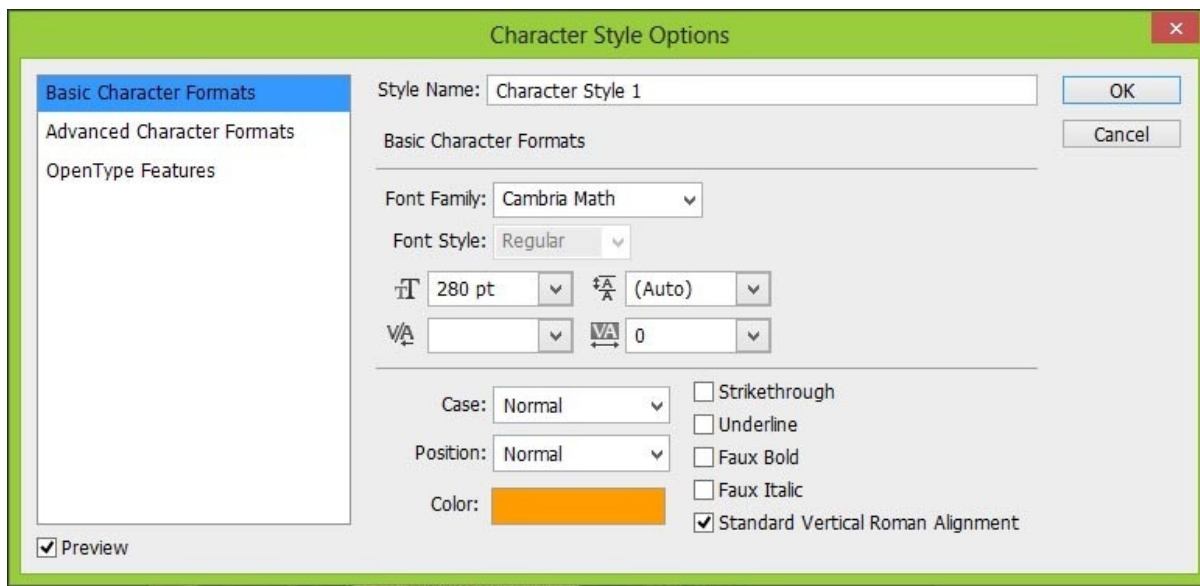 Character Style Options
Basic Character Formats
Advanced Character Formats
OpenType Features
Style Name: Character Style 1
OK
Cancel
Basic Character Formats
Font Family: Cambria Math
Font Style: Regular
280 pt (Auto)
0
Case: Normal
Position: Normal
Color:
Strikethrough
Underline
Faux Bold
Faux Italic
Standard Vertical Roman Alignment
Preview